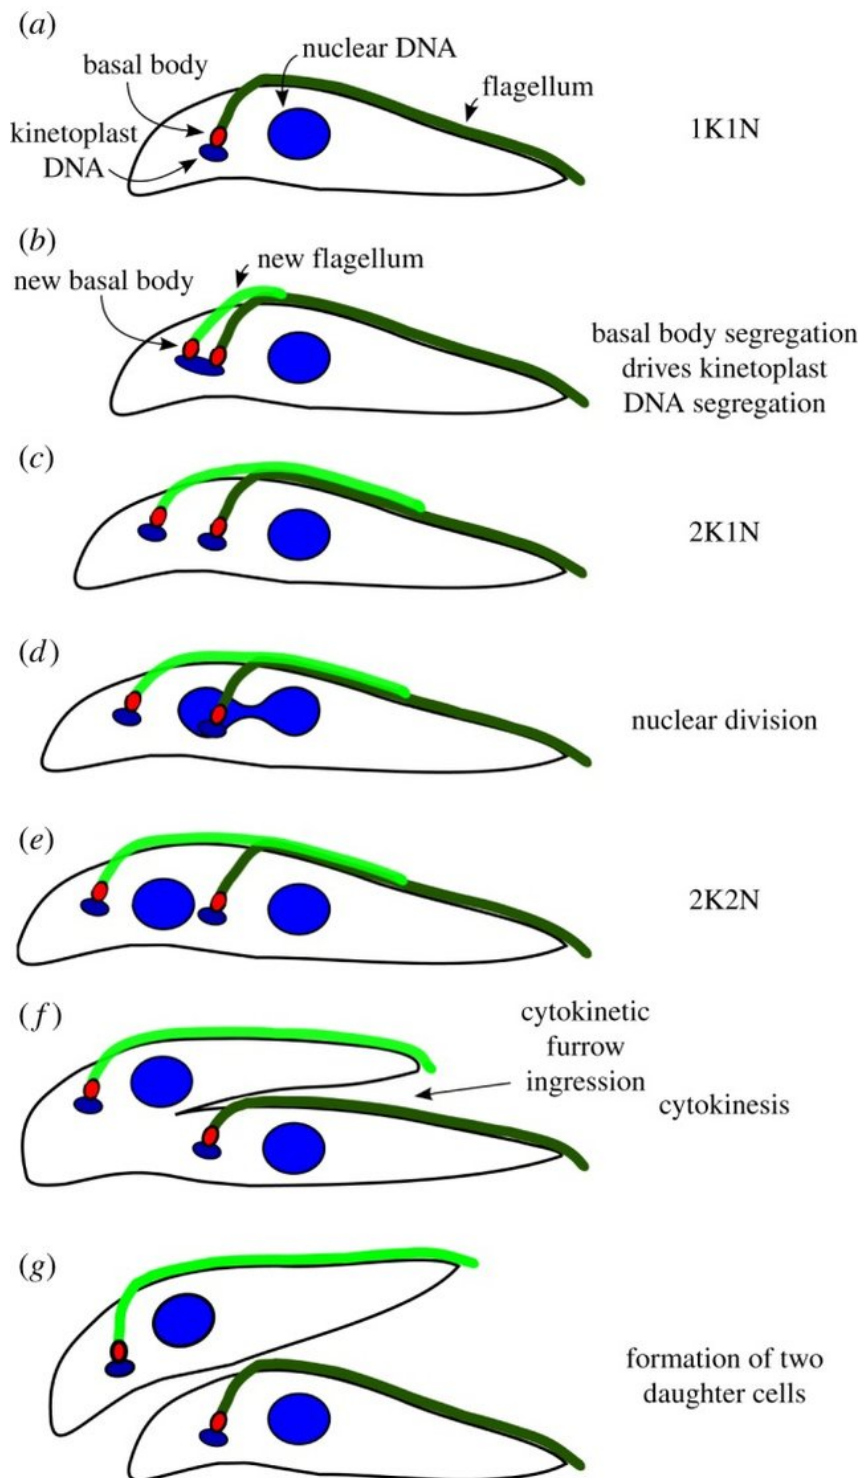 (a)
nuclear DNA
basal body
flagellum
kinetoplast
DNA
1K1N
(b)
new flagellum
new basal body
basal body segregation
drives kinetoplast
DNA segregation
(c)
2K1N
(d)
nuclear division
(e)
2K2N
(f)
cytokinetic
furrow
ingression
cytokinesis
(g)
formation of two
daughter cells